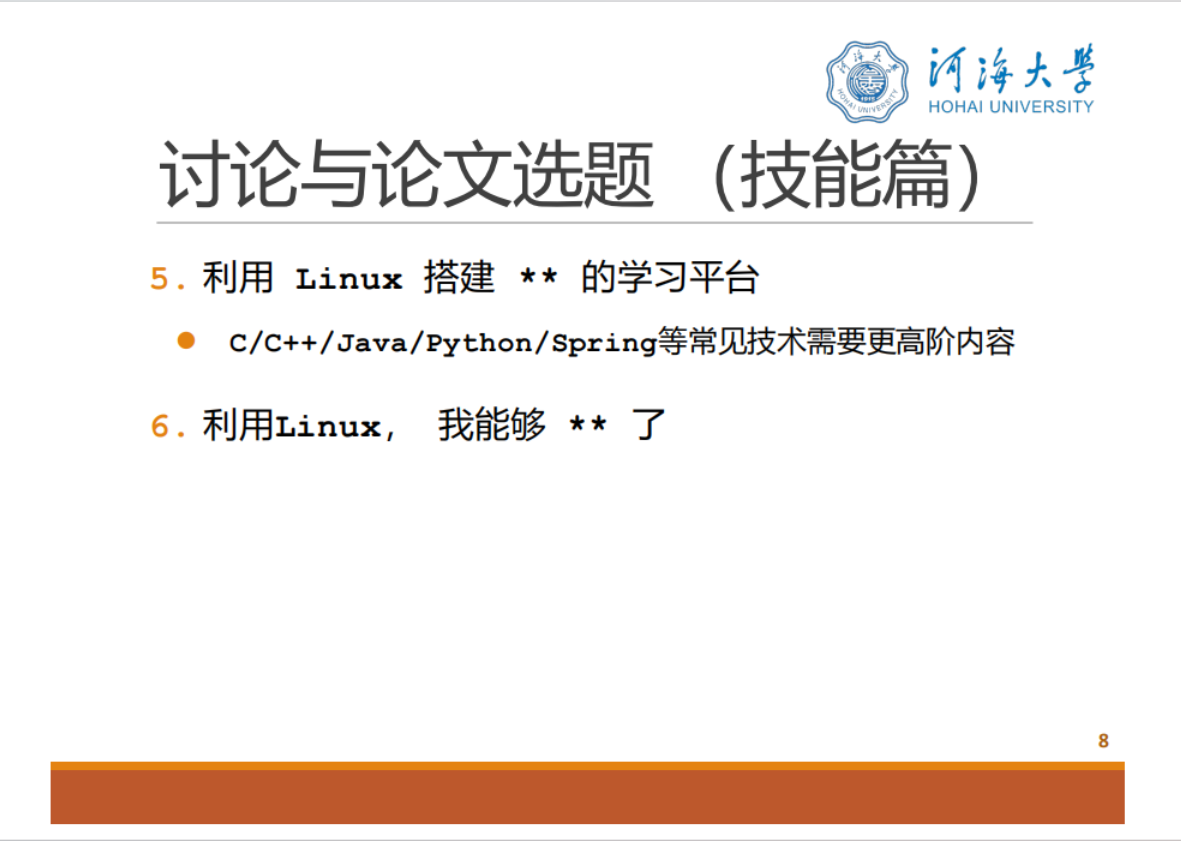 河海大學
HOHAI UNIVERSITY
讨论与论文选题 （技能篇）
5. 利用 Linux 搭建 ** 的学习平台
● C/C++/Java/Python/Spring等常见技术需要更高阶内容
6. 利用Linux， 我能够 ** 了
8